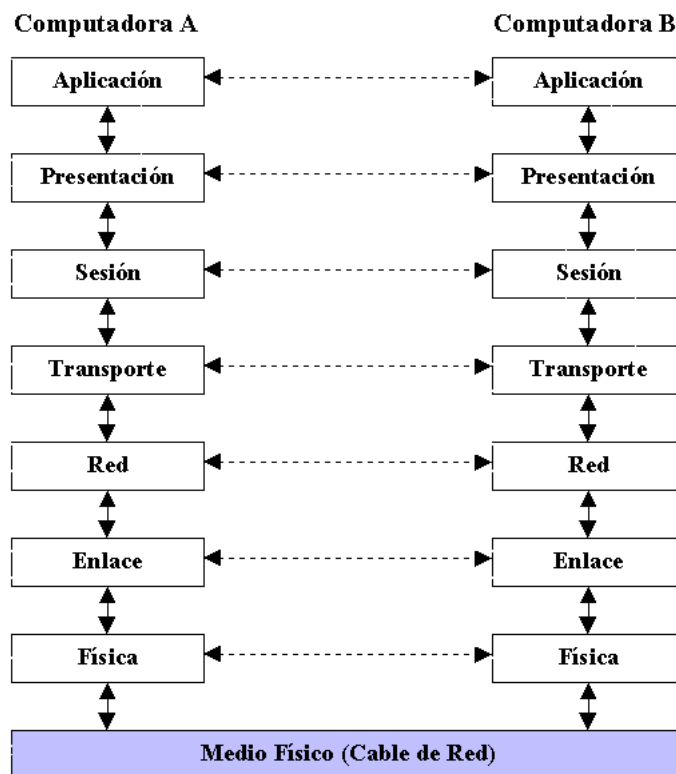 Computadora A Computadora B
Aplicación Aplicación
Presentación Presentación
Sesión Sesión
Transporte Transporte
Red Red
Enlace Enlace
Física Física
Medio Físico (Cable de Red)